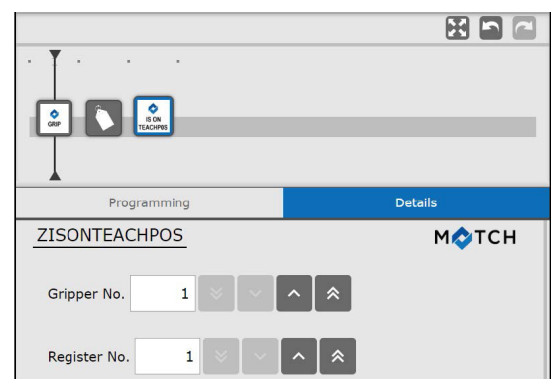 GRIP
IS ON
TEACHPOS
Programming
Details
ZISONTEACHPOS
MATCH
Gripper No.
1
Register No.
1